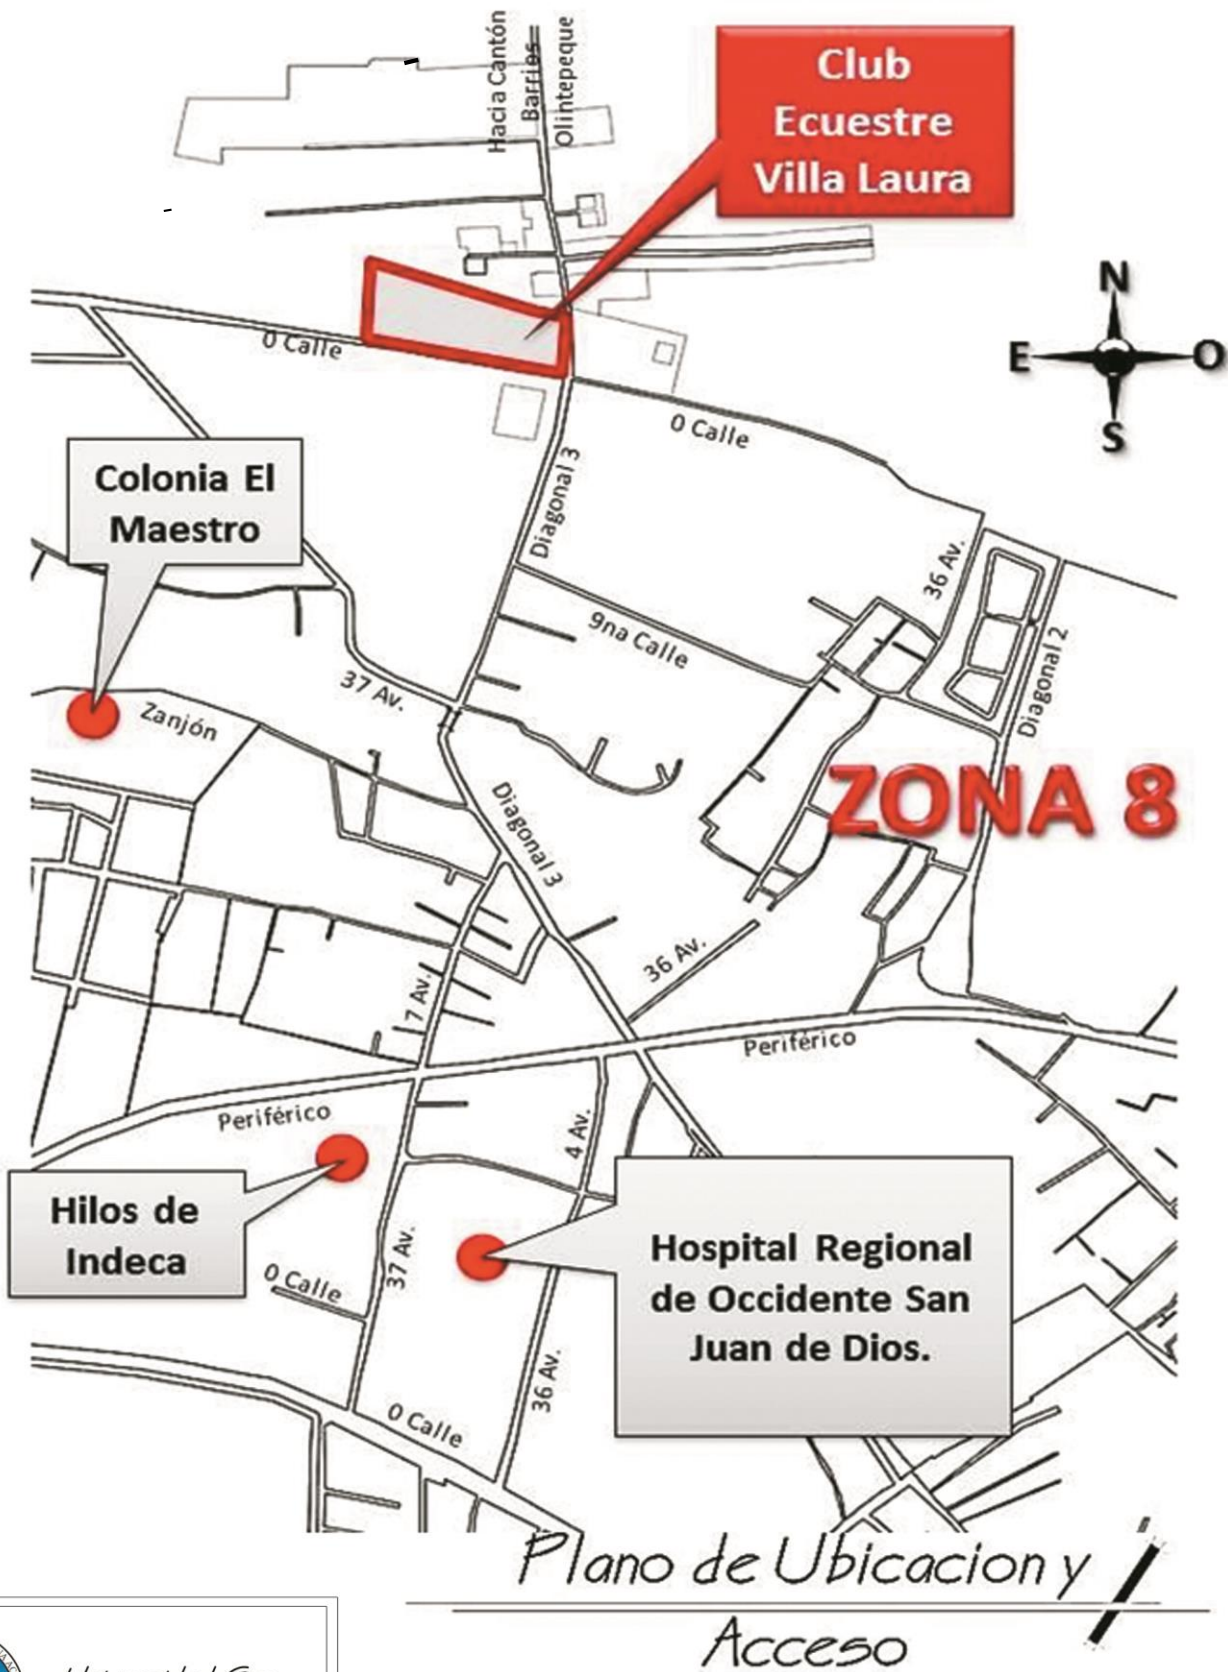 Hacia Cantón
Barrios
Olintepeque
Club
Ecuestre
Villa Laura
N
E
O
S
0 Calle
0 Calle
Colonia El
Maestro
Diagonal 3
36 Av.
9na Calle
Diagonal 2
37 Av.
Zanjón
ZONA 8
Diagonal 3
36 Av.
7 Av.
Periférico
Periférico
4 Av.
Hilos de
Indeca
37 Av.
0 Calle
Hospital Regional
de Occidente San
Juan de Dios.
36 Av.
0 Calle
Plano de Ubicacion y
Acceso